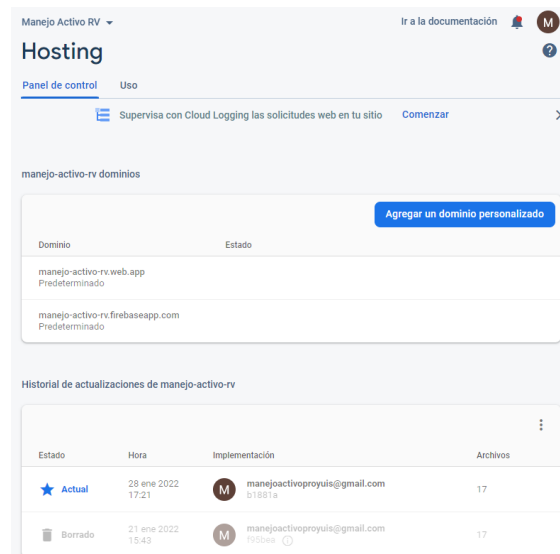 Manejo Activo RV
Ir a la documentación
M
Hosting
Panel de control
Uso
Supervisa con Cloud Logging las solicitudes web en tu sitio
Comenzar
manejo-activo-rv dominios
Agregar un dominio personalizado
Dominio
Estado
manejo-activo-rv.web.app
Predeterminado
manejo-activo-rv.firebaseapp.com
Predeterminado
Historial de actualizaciones de manejo-activo-rv
Estado
Hora
Implementación
Archivos
Actual
28 ene 2022
17:21
M
manejoactivoproyuis@gmail.com
b1881a
17
Borrado
21 ene 2022
15:43
M
manejoactivoproyuis@gmail.com
f95bea
17